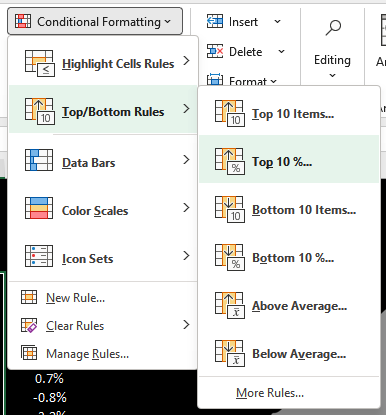 Conditional Formatting
Insert
Delete
Format
Editing
Highlight Cells Rules
Top/Bottom Rules
Data Bars
Color Scales
Icon Sets
New Rule...
Clear Rules
Manage Rules...
Top 10 Items...
Top 10 %...
Bottom 10 Items...
Bottom 10 %...
Above Average...
Below Average...
More Rules...
0.7%
-0.8%